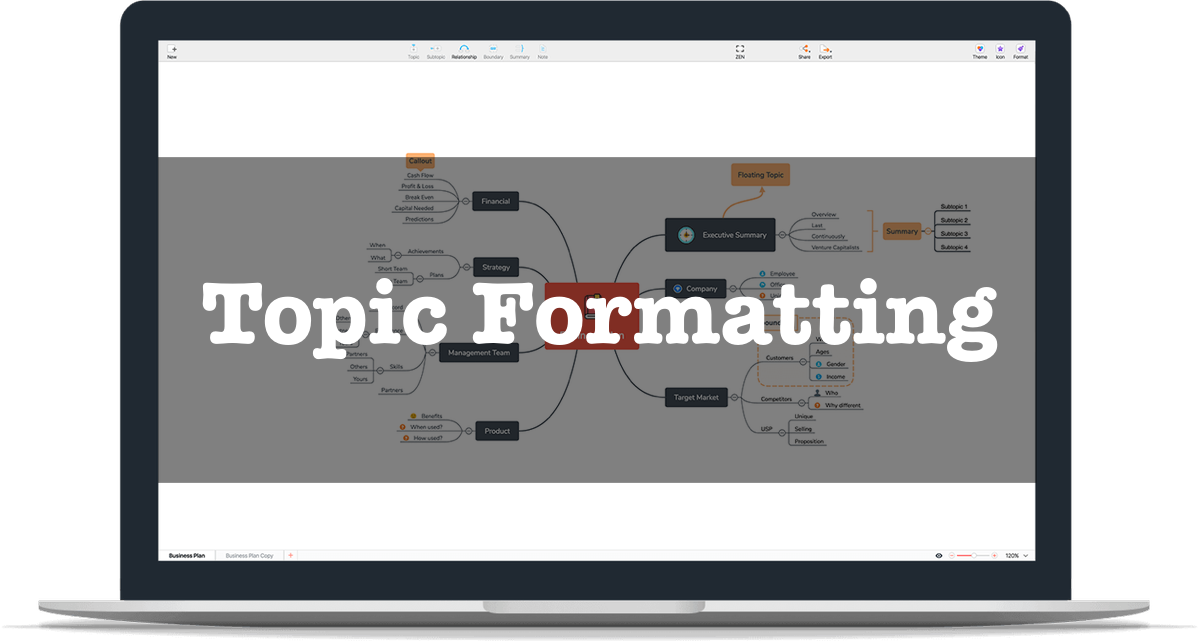 New
Topic Subtopic Relationship Boundary Summary Note
ZEN
Share Export
Theme Icon Format
Topic Formatting
Callout
Cash Flow
Profit & Loss
Break Even
Capital Needed
Predictions
Financial
When
What
Achievements
Short Team
Team
Plans
Strategy
Others
Yours
Skills
Partners
Management Team
Benefits
When used?
How used?
Product
Floating Topic
Executive Summary
Overview
Last
Continuously
Venture Capitalists
Summary
Subtopic 1
Subtopic 2
Subtopic 3
Subtopic 4
Company
Employee
Target Market
Customers
Ages
Gender
Income
Competitors
Who
Why different
USP
Unique
Selling
Proposition
Business Plan
Business Plan Copy
120%